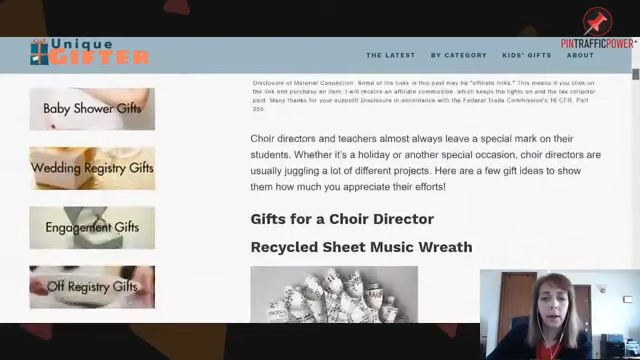 PINTRAFFICPOWER
Unique
GIFTER
THE LATEST
BY CATEGORY
KIDS' GIFTS
ABOUT
Disclosure of Material Connection: Some of the links in this post may be "affiliate links." This means if you click on
the link and purchase an item, I will receive an affiliate commission, which keeps the lights on and the tax collector
paid. Many thanks for your support! Disclosure in accordance with the Federal Trade Commission's 16 CFR, Part
255.
Baby Shower Gifts
Wedding Registry Gifts
Engagement Gifts
Off Registry Gifts
Choir directors and teachers almost always leave a special mark on their
students. Whether it's a holiday or another special occasion, choir directors are
usually juggling a lot of different projects. Here are a few gift ideas to show
them how much you appreciate their efforts!
Gifts for a Choir Director
Recycled Sheet Music Wreath